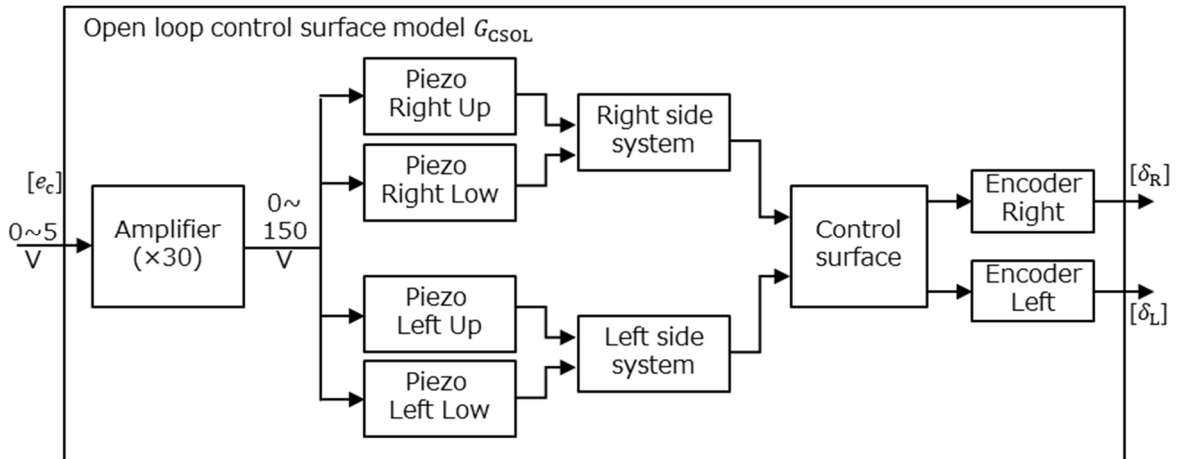 Open loop control surface model G_CSOL
[e_c]
0~5
V
Amplifier
(×30)
0~
150
V
Piezo
Right Up
Piezo
Right Low
Piezo
Left Up
Piezo
Left Low
Right side
system
Left side
system
Control
surface
Encoder
Right
Encoder
Left
[δ_R]
[δ_L]